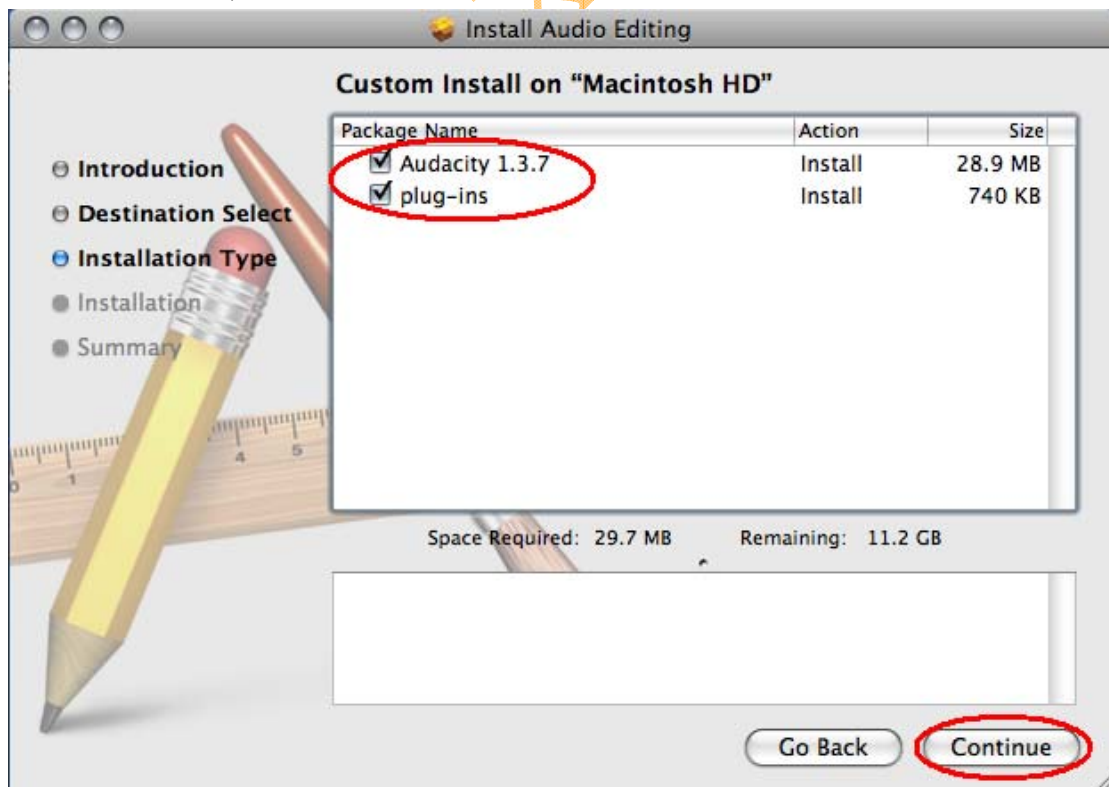 Install Audio Editing
Custom Install on “Macintosh HD”
Introduction
Destination Select
Installation Type
Installation
Summary
Package Name Action Size
Audacity 1.3.7 Install 28.9 MB
plug-ins Install 740 KB
0 1 4 5
Space Required: 29.7 MB Remaining: 11.2 GB
Go Back Continue